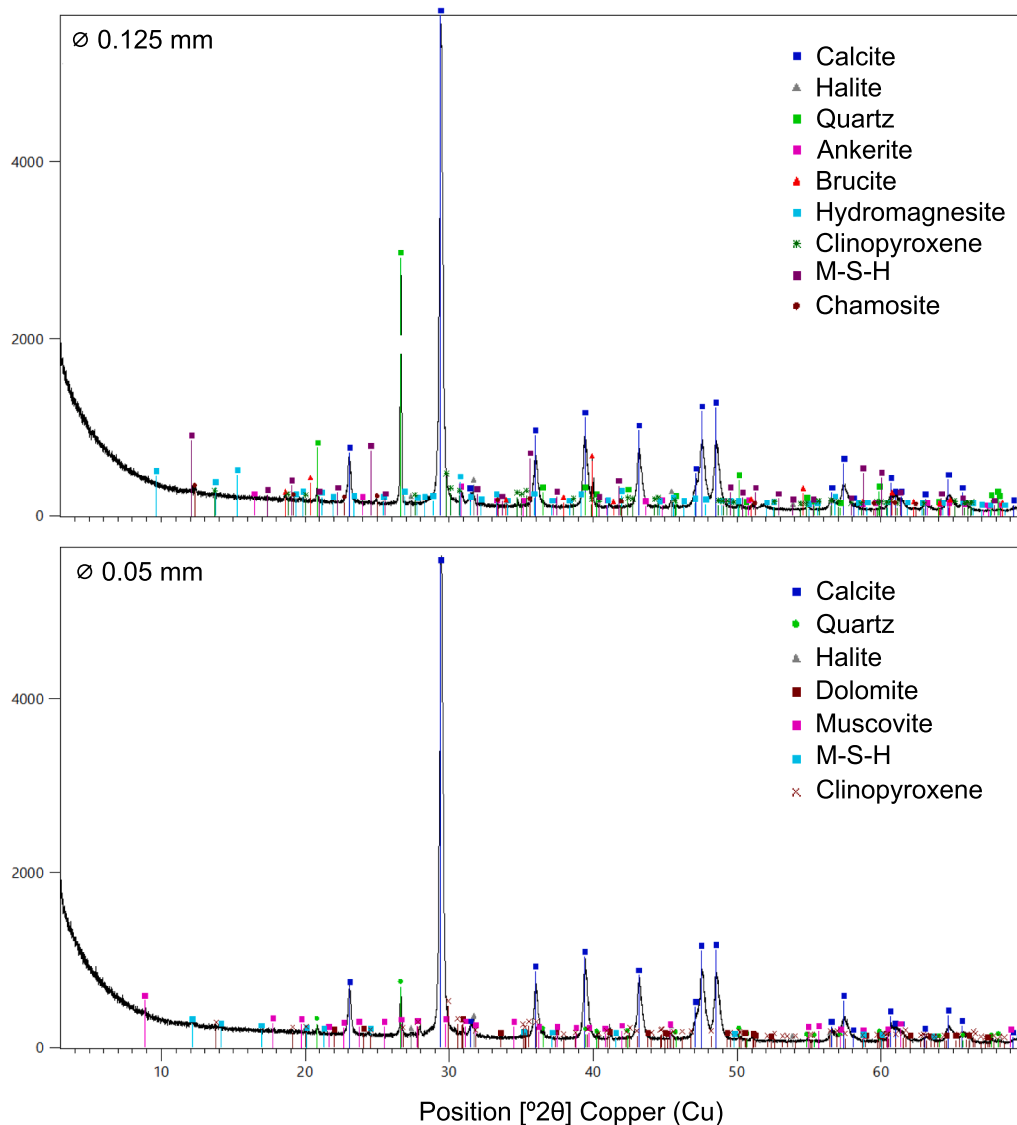 ∅ 0.125 mm
Calcite
Halite
Quartz
Ankerite
Brucite
Hydromagnesite
Clinopyroxene
M-S-H
Chamosite
4000
2000
0
∅ 0.05 mm
Calcite
Quartz
Halite
Dolomite
Muscovite
M-S-H
Clinopyroxene
4000
2000
0
10 20 30 40 50 60
Position [º2θ] Copper (Cu)